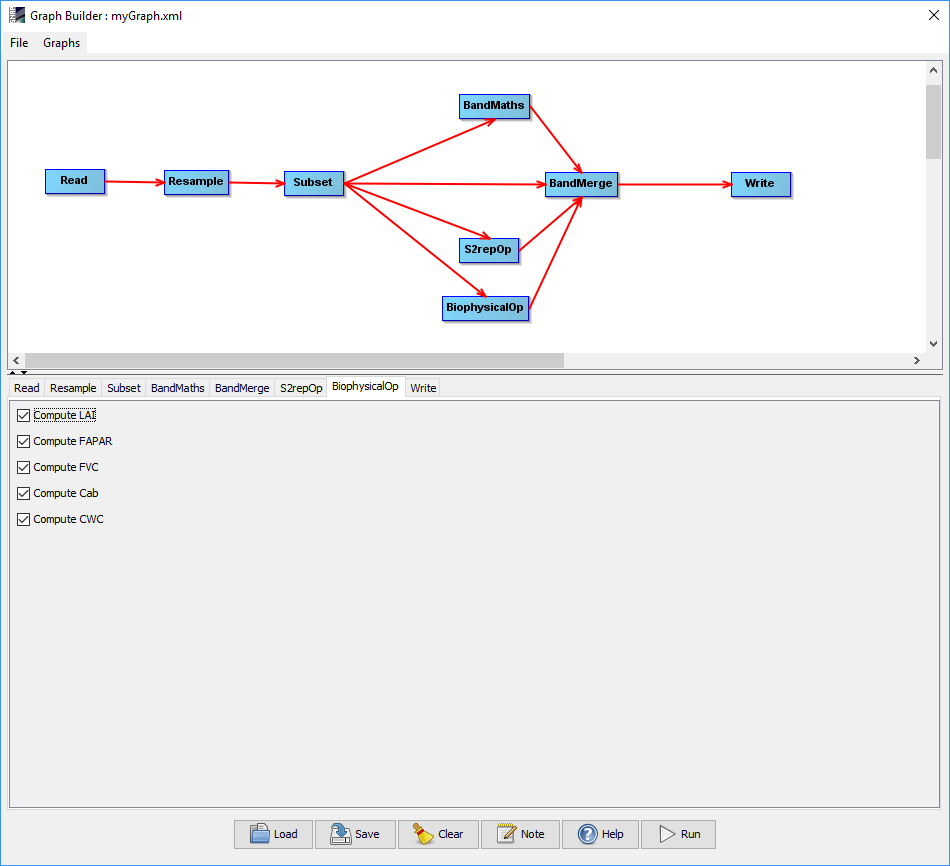 Graph Builder : myGraph.xml
File Graphs
BandMaths
Read Resample Subset BandMerge Write
S2repOp
BiophysicalOp
Read Resample Subset BandMaths BandMerge S2repOp BiophysicalOp Write
Compute LAI
Compute FAPAR
Compute FVC
Compute Cab
Compute CWC
Load Save Clear Note Help Run